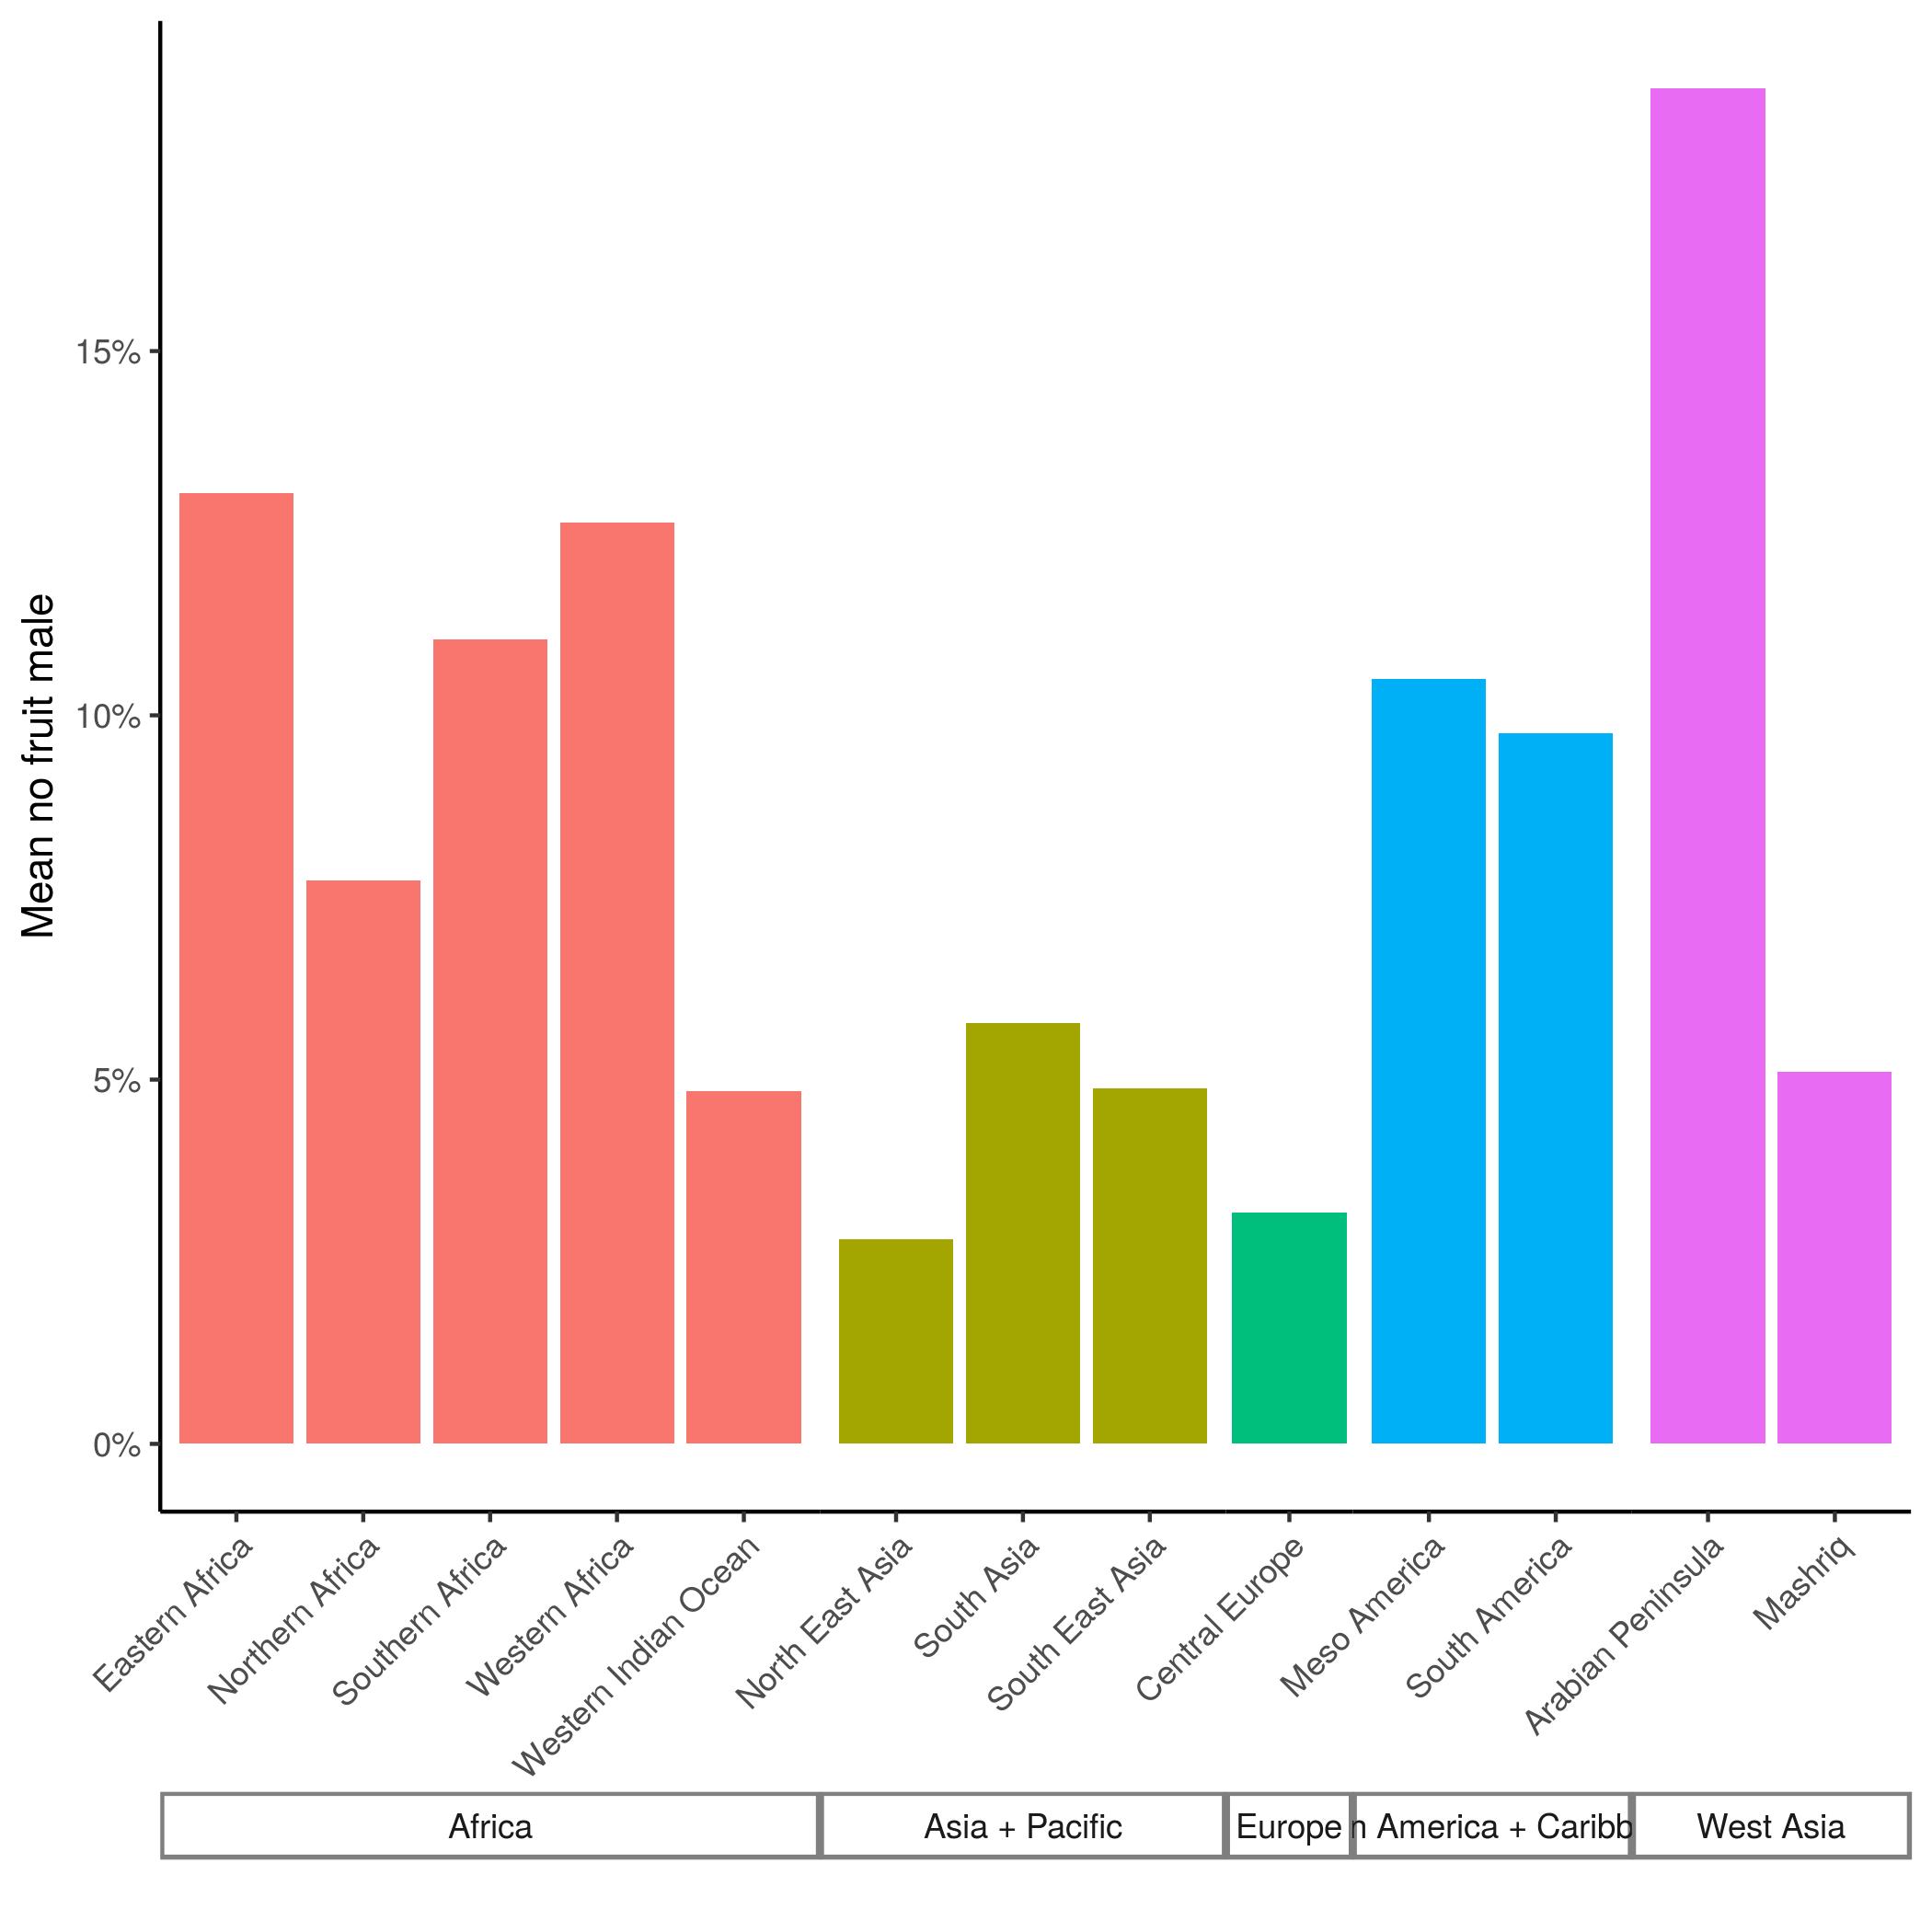 Mean no fruit male
15%
10%
5%
0%
Eastern Africa
Northern Africa
Southern Africa
Western Africa
Western Indian Ocean
North East Asia
South Asia
South East Asia
Central Europe
Meso America
South America
Arabian Peninsula
Mashriq
Africa
Asia + Pacific
Europe
n America + Caribb
West Asia